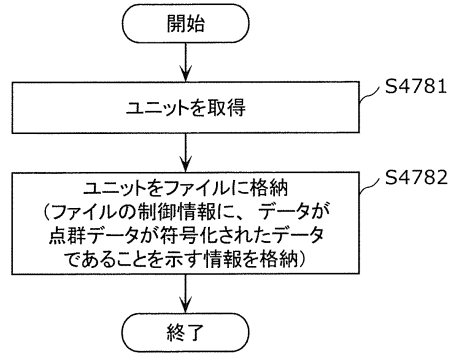 開始
ユニットを取得
S4781
ユニットをファイルに格納
（ファイルの制御情報に、データが
点群データが符号化されたデータ
であることを示す情報を格納）
S4782
終了